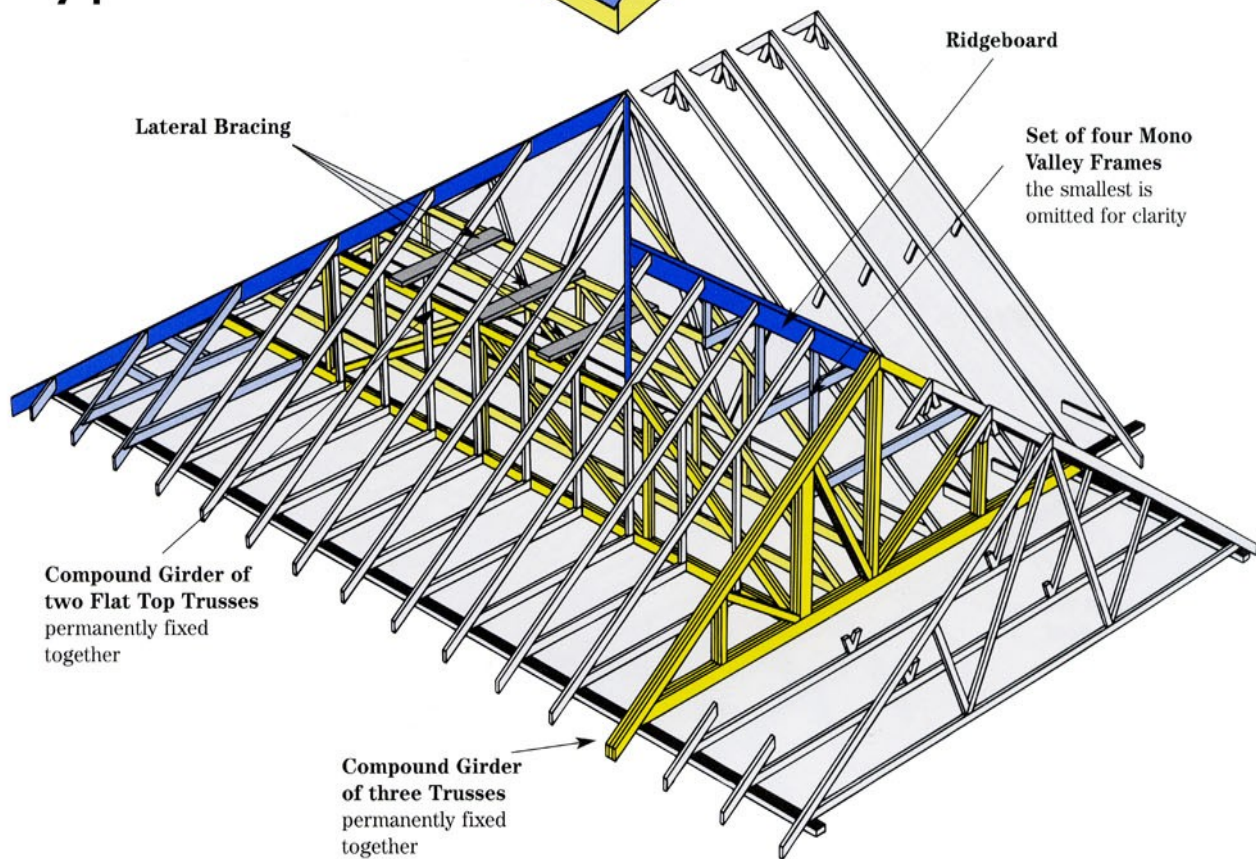 Ridgeboard
Lateral Bracing
Set of four Mono
Valley Frames
the smallest is
omitted for clarity
Compound Girder of
two Flat Top Trusses
permanently fixed
together
Compound Girder
of three Trusses
permanently fixed
together